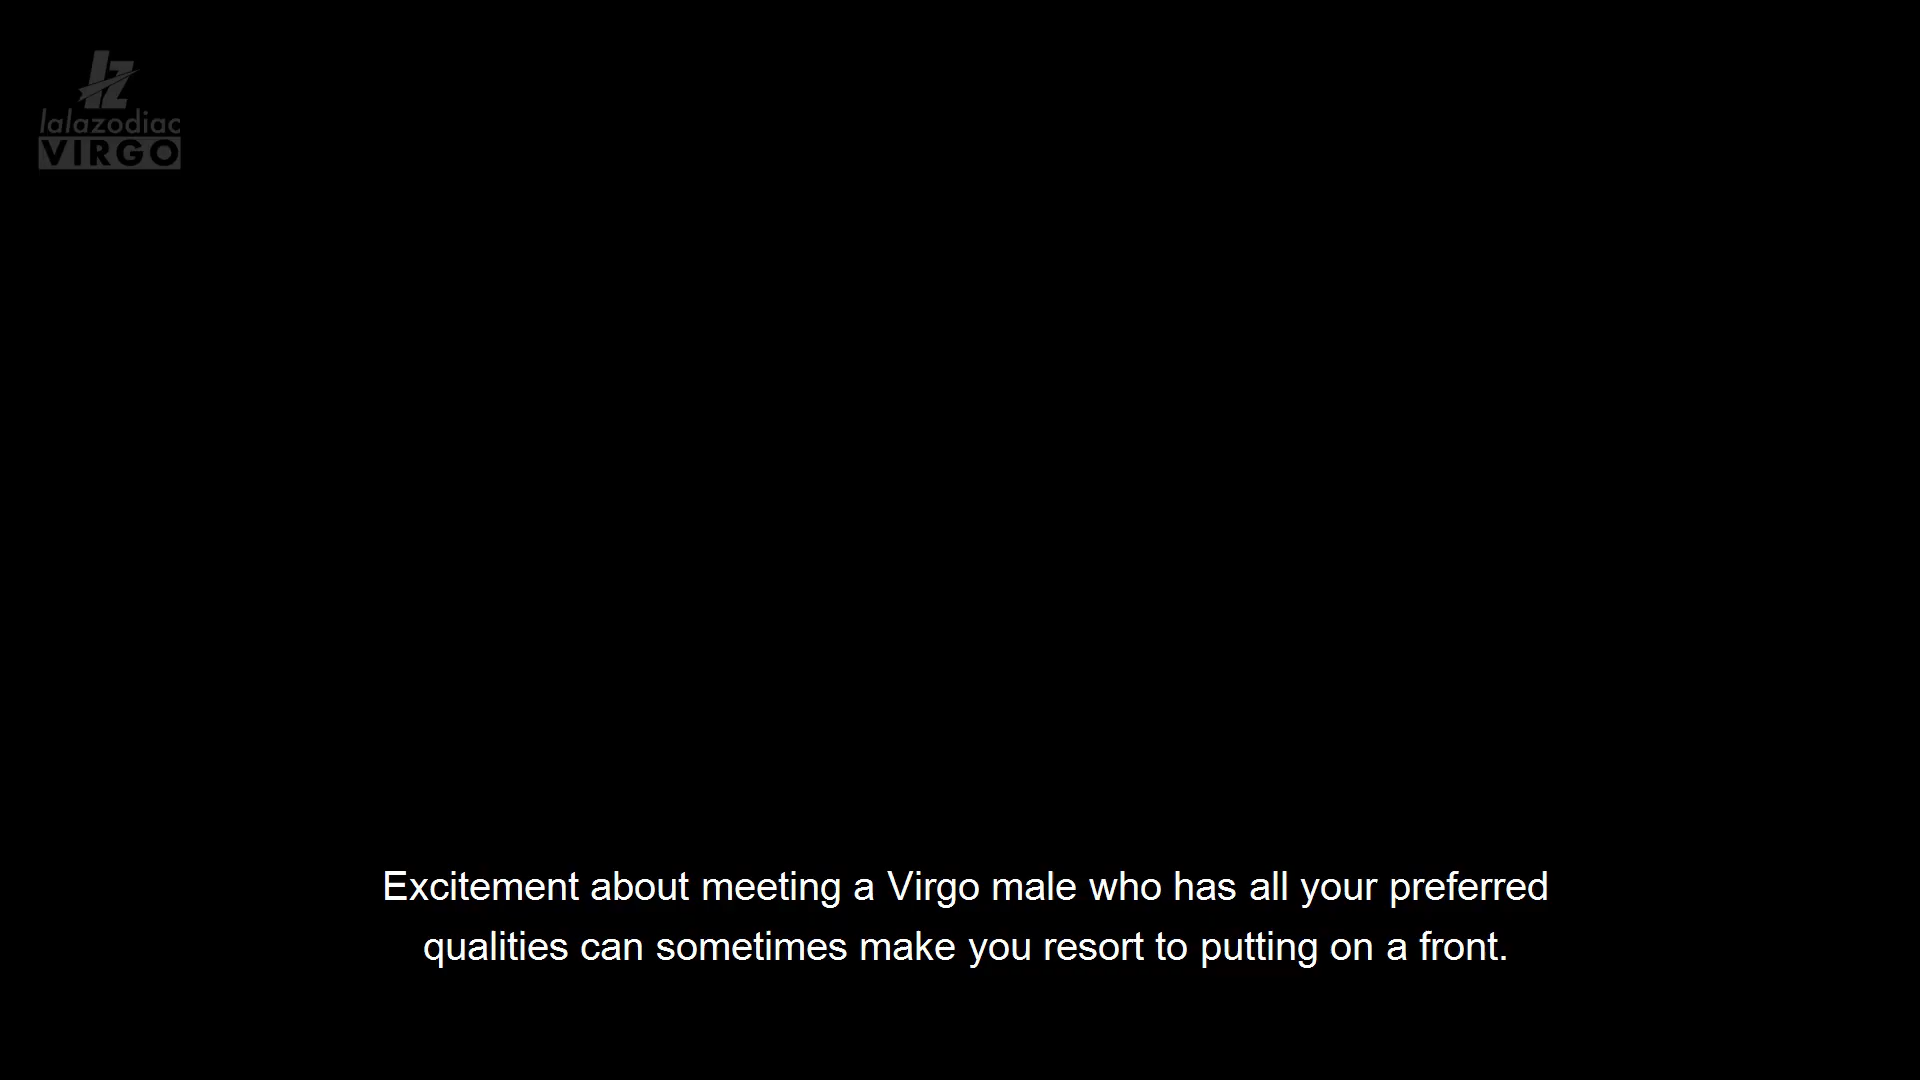 lz
lalazodiac
VIRGO
Excitement about meeting a Virgo male who has all your preferred
qualities can sometimes make you resort to putting on a front.